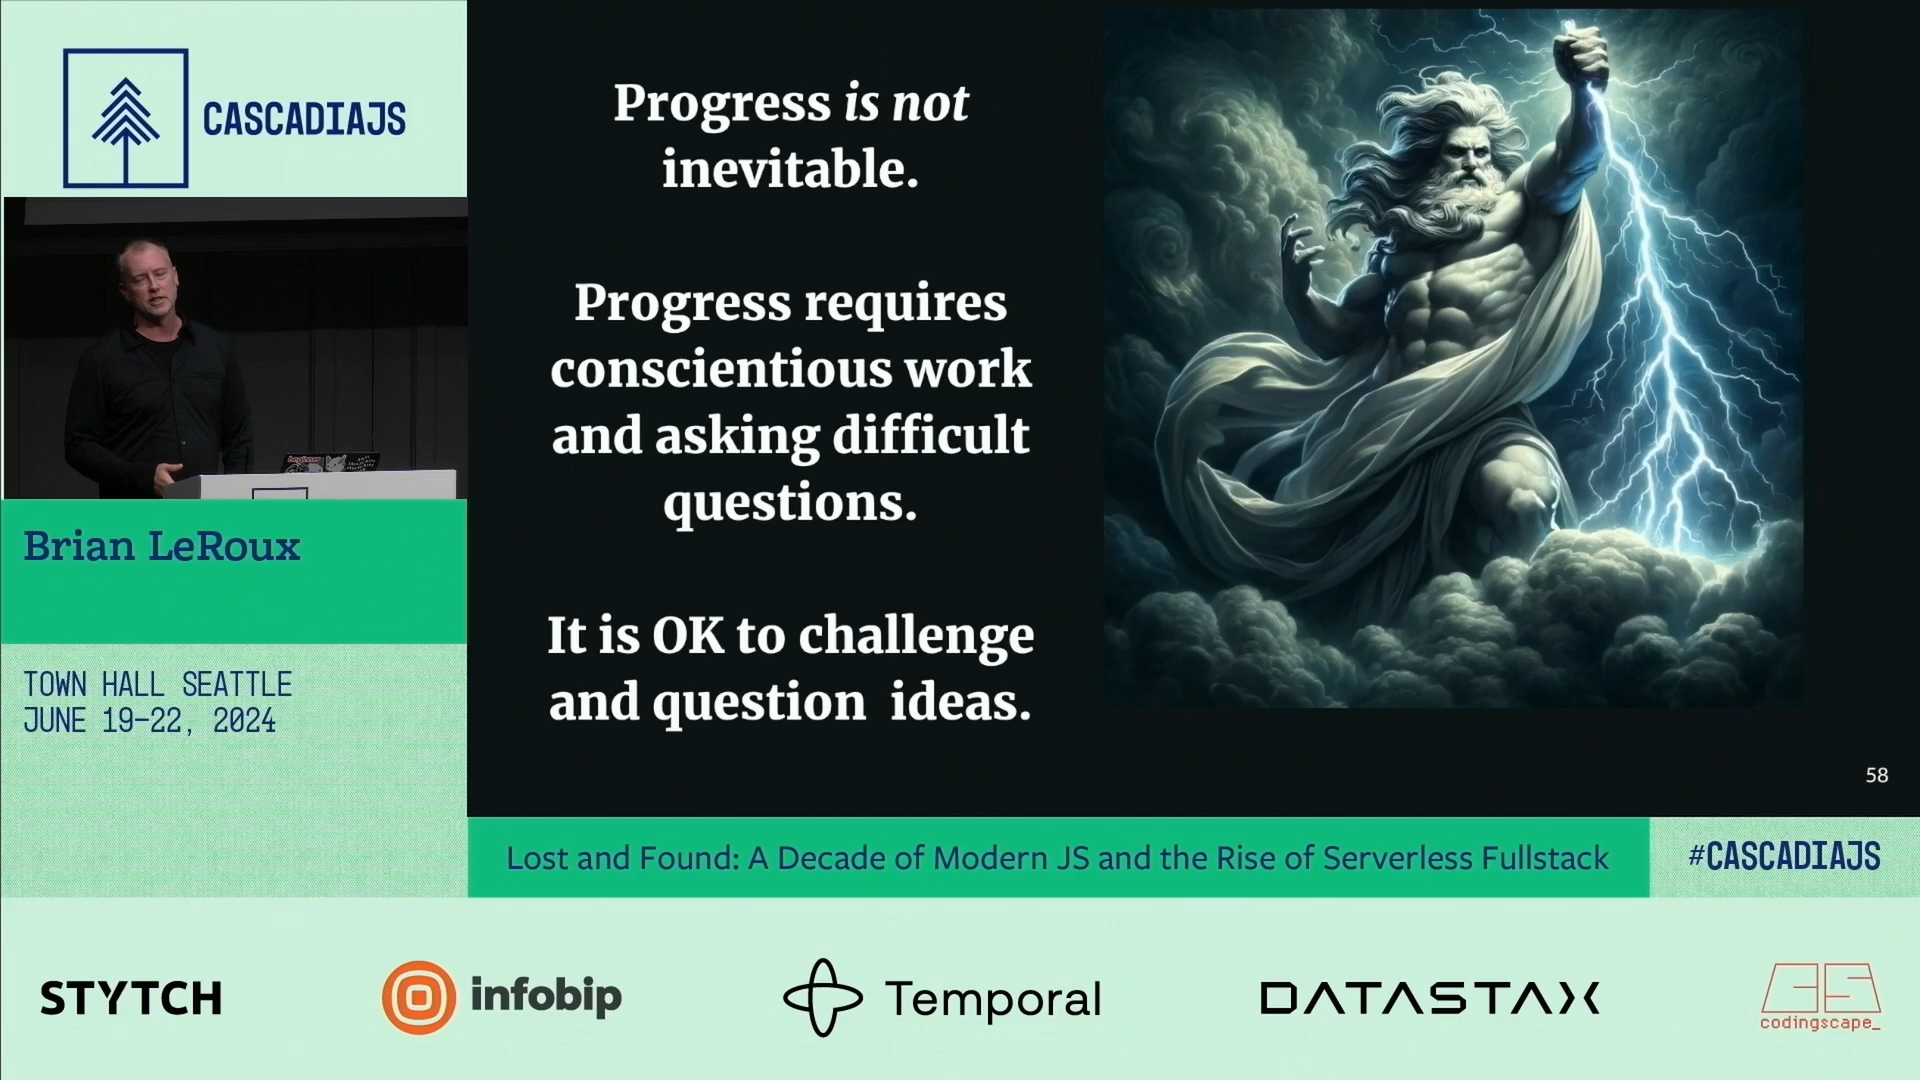 CASCADIAJS
Progress is not
inevitable.
Progress requires
conscientious work
and asking difficult
questions.
It is OK to challenge
and question  ideas.
58
Brian LeRoux
TOWN HALL SEATTLE
JUNE 19-22, 2024
Lost and Found: A Decade of Modern JS and the Rise of Serverless Fullstack
#CASCADIAJS
STYTCH
infobip
Temporal
DATASTAX
CS
codingscape_